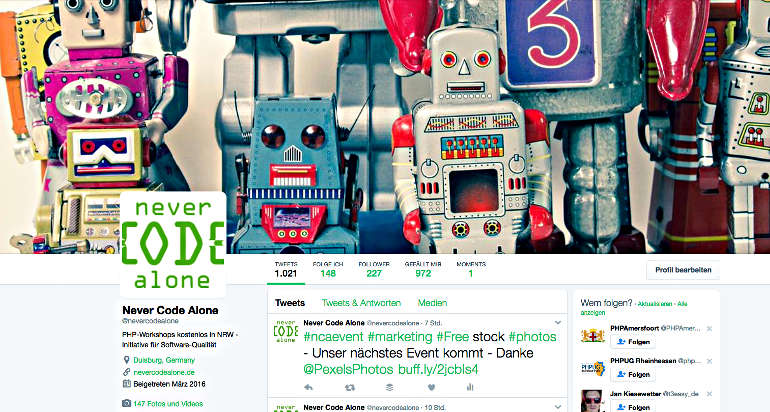 3
never
CODE
alone
TWEETS FOLGE ICH FOLLOWER GEFÄLLT MIR MOMENTS
1.021 148 227 972 1
Profil bearbeiten
Never Code Alone
@nevercodealone
PHP-Workshops kostenlos in NRW -
Initiative für Software-Qualität
Duisburg, Germany
nevercodealone.de
Beigetreten März 2016
147 Fotos und Videos
Tweets Tweets & Antworten Medien
never
CODE
alone
Never Code Alone @nevercodealone · 7 Std.
#ncaevent #marketing #Free stock #photos
- Unser nächstes Event kommt - Danke
@PexelsPhotos buff.ly/2jcbls4
never
Never Code Alone @nevercodealone · 10 Std.
Wem folgen? · Aktualisieren · Alle
anzeigen
PHPAmersfoort @PHPAmer...
Folgen
PHPUG Rheinhessen @php...
Folgen
Jan Kiesewetter @t3easy_de
Folgen